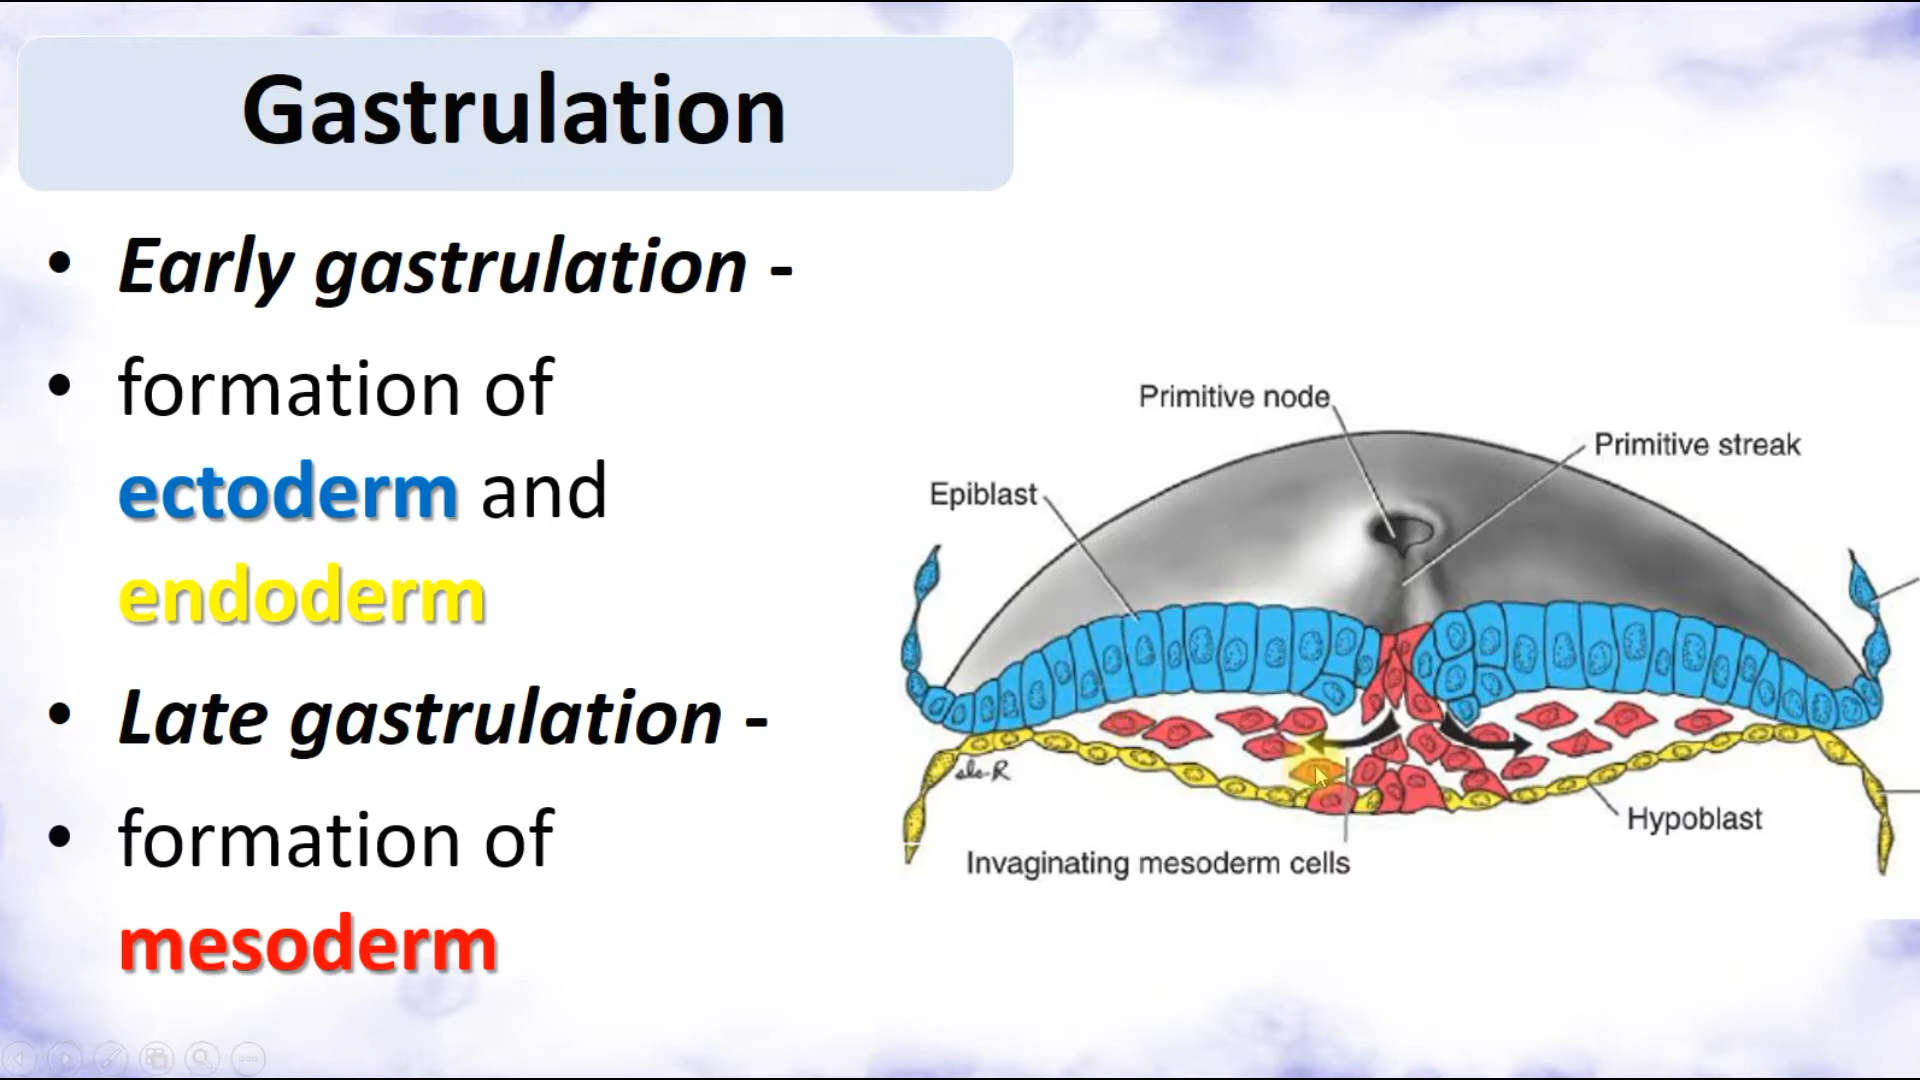 Gastrulation
• Early gastrulation -
• formation of
ectoderm and
endoderm
• Late gastrulation -
• formation of
mesoderm
Primitive node
Primitive streak
Epiblast
sls-R
Hypoblast
Invaginating mesoderm cells